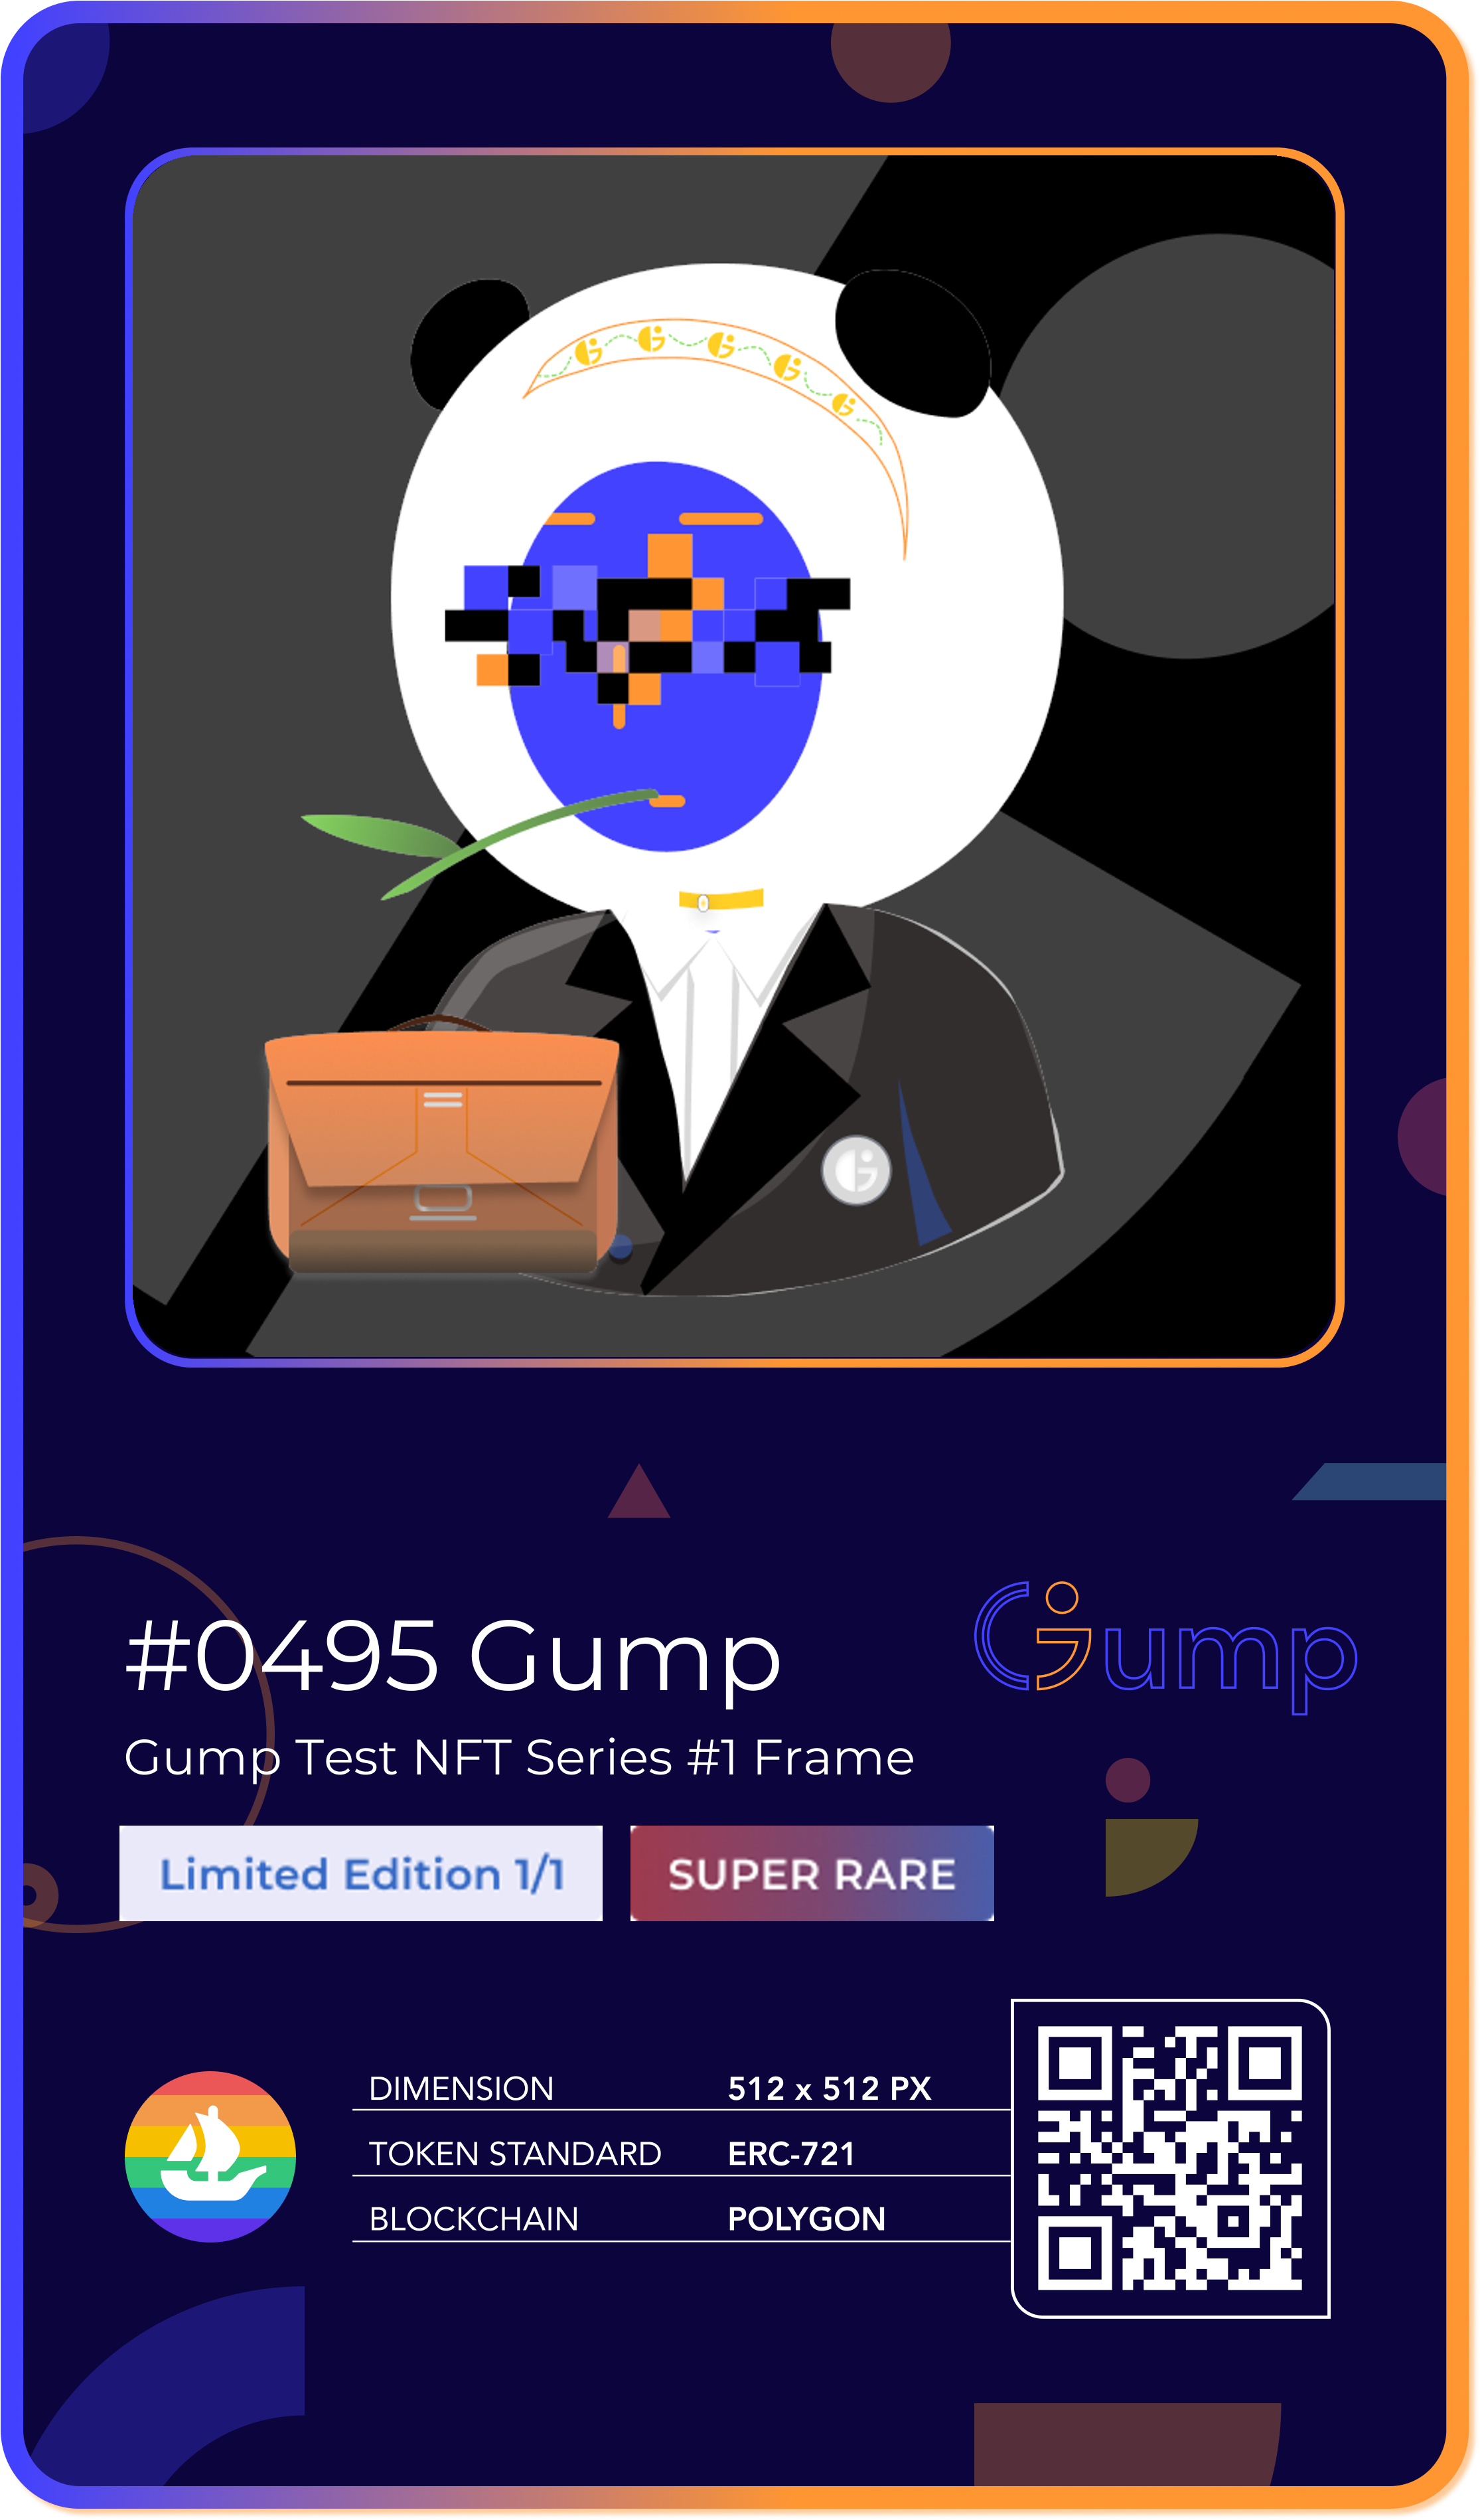 #0495 Gump
Gump
Gump Test NFT Series #1 Frame
Limited Edition 1/1
SUPER RARE
DIMENSION 512 x 512 PX
TOKEN STANDARD ERC-721
BLOCKCHAIN POLYGON